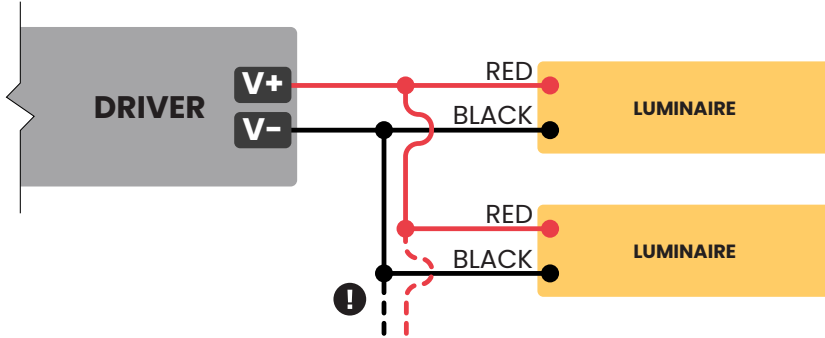 DRIVER
V+
V-
RED
BLACK
LUMINAIRE
RED
BLACK
LUMINAIRE
!